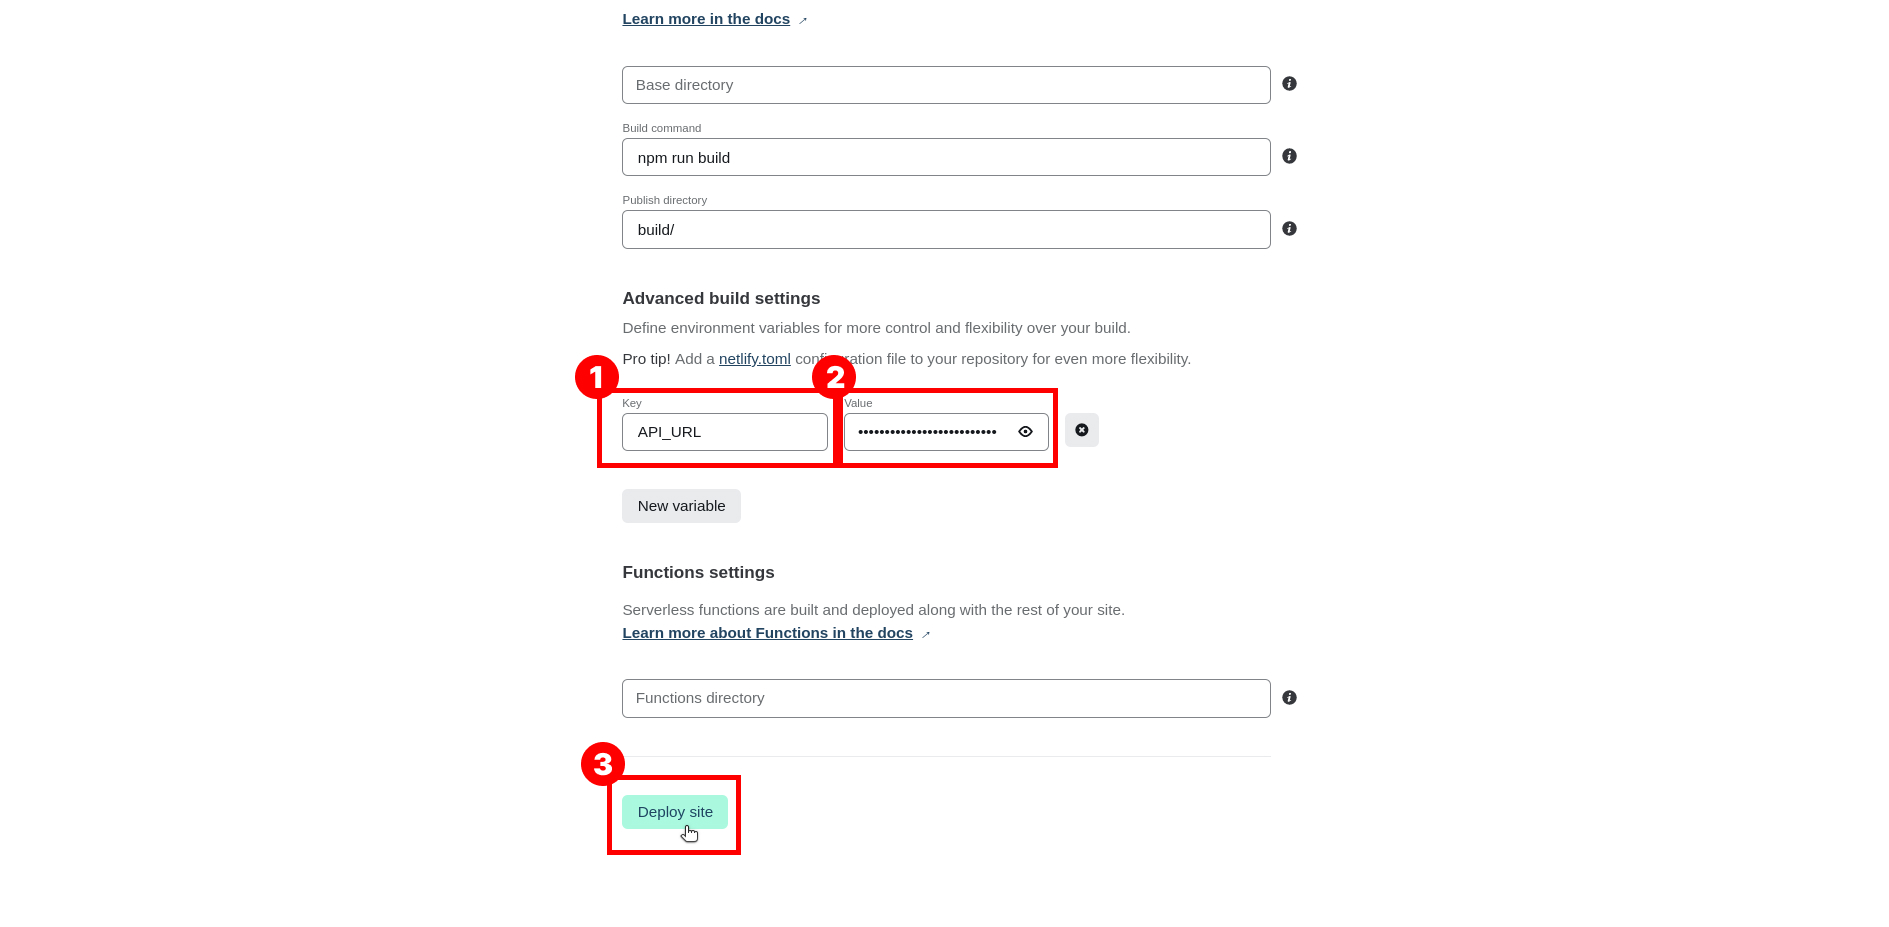 Learn more in the docs →
Base directory
Build command
npm run build
Publish directory
build/
Advanced build settings
Define environment variables for more control and flexibility over your build.
Pro tip! Add a netlify.toml configuration file to your repository for even more flexibility.
1
2
Key
Value
API_URL
••••••••••••••••••••••••••
New variable
Functions settings
Serverless functions are built and deployed along with the rest of your site.
Learn more about Functions in the docs →
Functions directory
3
Deploy site